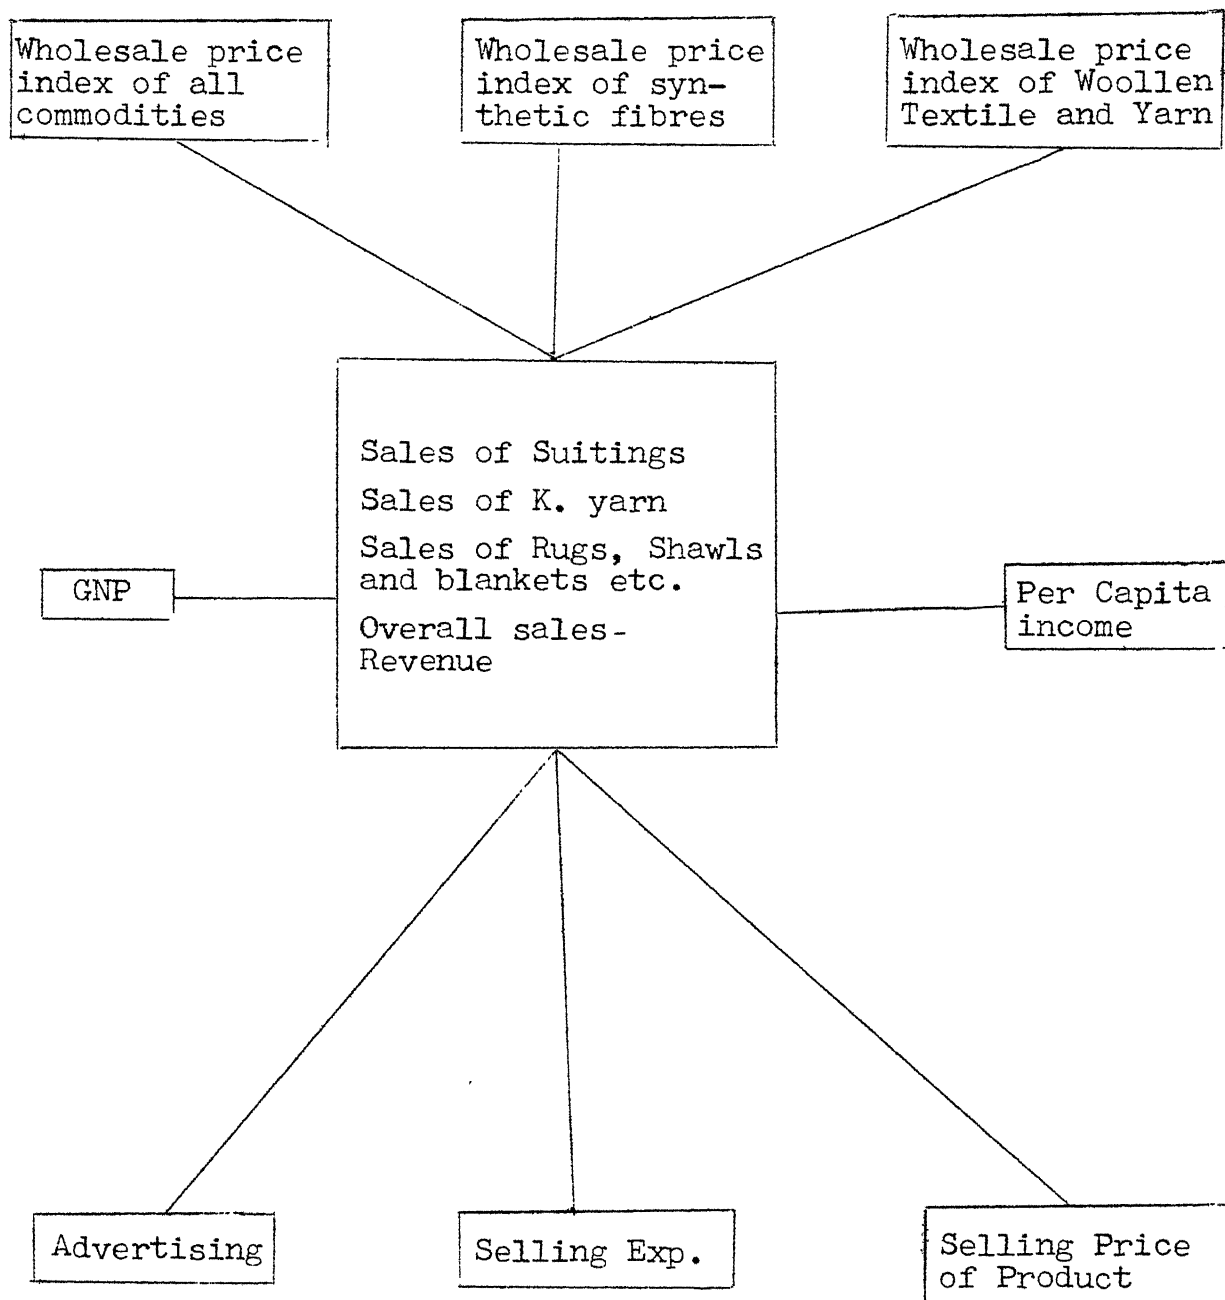 Wholesale price
index of all
commodities
Wholesale price
index of syn-
thetic fibres
Wholesale price
index of Woollen
Textile and Yarn
Sales of Suitings
Sales of K. yarn
Sales of Rugs, Shawls
and blankets etc.
Overall sales-
Revenue
GNP
Per Capita
income
Advertising
Selling Exp.
Selling Price
of Product